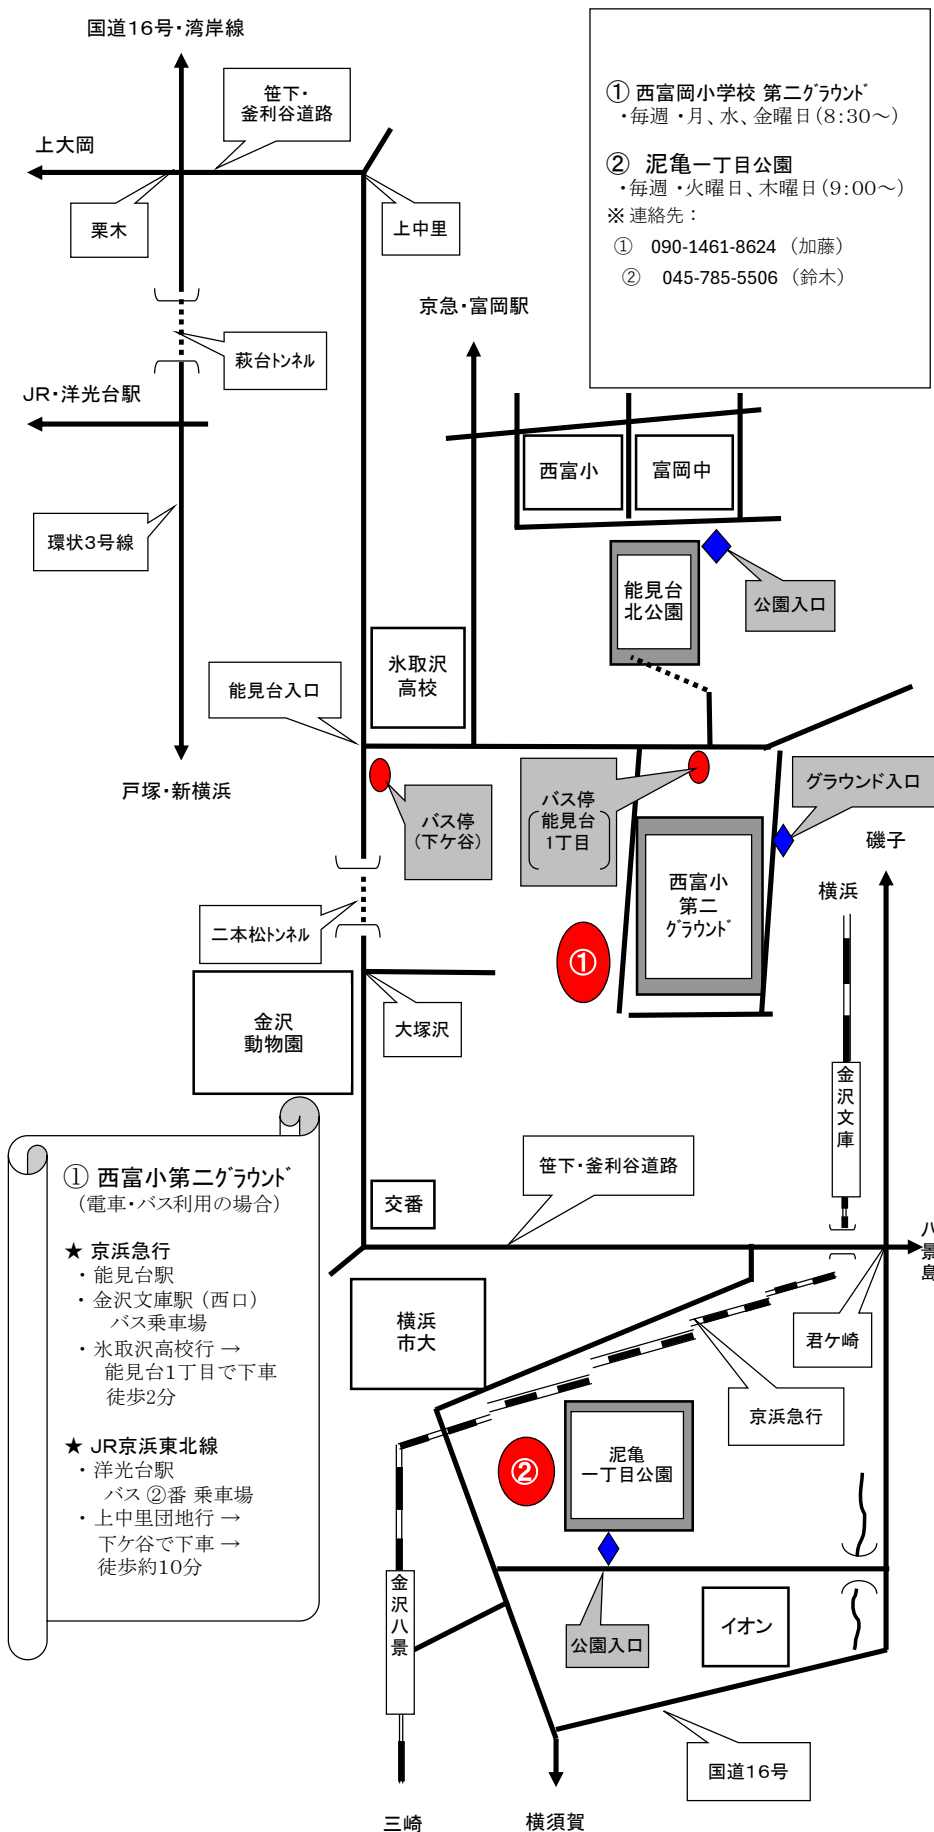 国道16号・湾岸線
笹下・
釜利谷道路
上大岡
栗木
上中里
① 西富岡小学校 第二グラウンド
・毎週 ・月、水、金曜日(8:30～)
② 泥亀一丁目公園
・毎週 ・火曜日、木曜日(9:00～)
※ 連絡先：
① 090-1461-8624 （加藤）
② 045-785-5506 （鈴木）
京急・富岡駅
萩台トンネル
JR・洋光台駅
西富小
富岡中
環状3号線
能見台
北公園
公園入口
氷取沢
高校
能見台入口
戸塚・新横浜
バス停
(下ケ谷)
バス停
能見台
1丁目
グラウンド入口
磯子
横浜
西富小
第二
グラウンド
二本松トンネル
①
金沢
動物園
大塚沢
金沢文庫
笹下・釜利谷道路
交番
八景島
① 西富小第二グラウンド
(電車・バス利用の場合)
★ 京浜急行
・能見台駅
・金沢文庫駅 (西口)
バス乗車場
・氷取沢高校行 →
能見台1丁目で下車
徒歩2分
★ JR京浜東北線
・洋光台駅
バス ②番 乗車場
・上中里団地行 →
下ケ谷で下車 →
徒歩約10分
横浜
市大
君ケ崎
京浜急行
②
泥亀
一丁目公園
金沢八景
公園入口
イオン
国道16号
三崎
横須賀